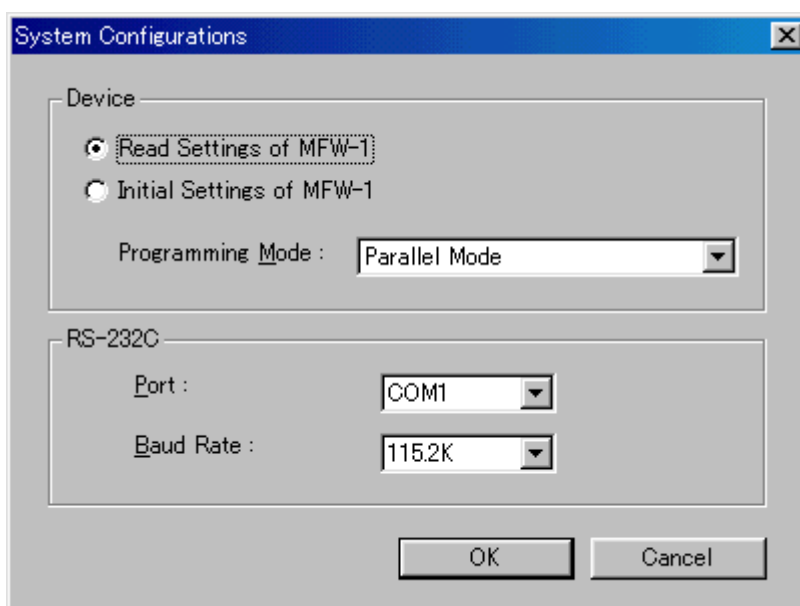 System Configurations
Device
Read Settings of MFW-1
Initial Settings of MFW-1
Programming Mode : Parallel Mode
RS-232C
Port : COM1
Baud Rate : 115.2K
OK Cancel